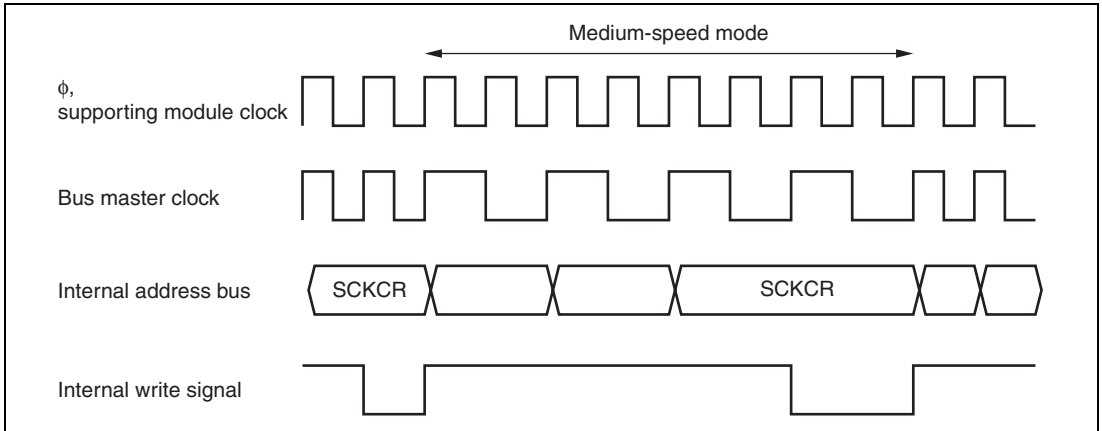 Medium-speed mode
ϕ,
supporting module clock
Bus master clock
Internal address bus
SCKCR
SCKCR
Internal write signal